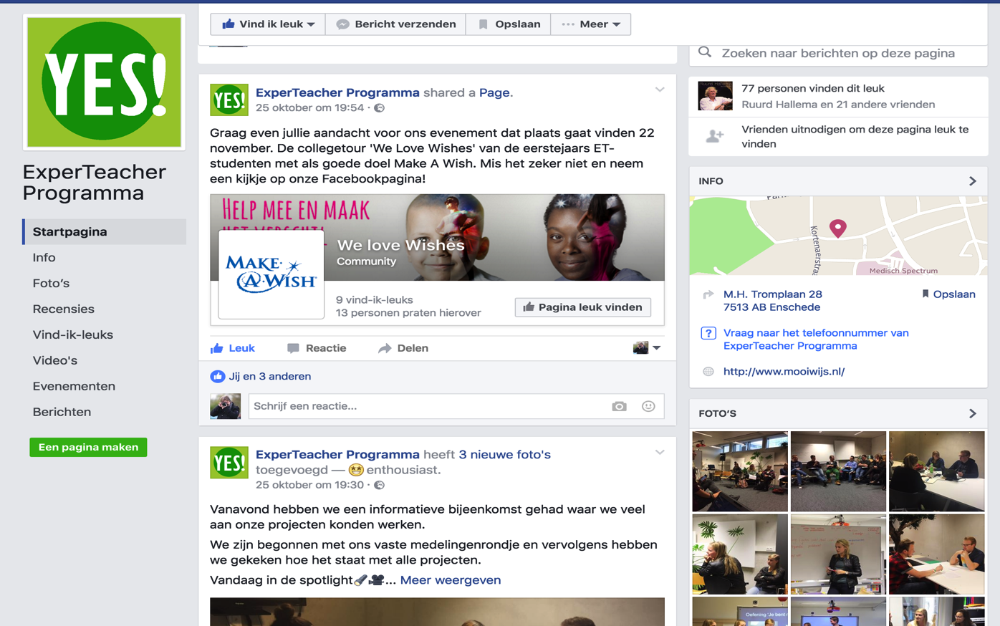 YES!
ExperTeacher
Programma
Startpagina
Info
Foto's
Recensies
Vind-ik-leuks
Video's
Evenementen
Berichten
Een pagina maken
Vind ik leuk
Bericht verzenden
Opslaan
Meer
YES!
ExperTeacher Programma shared a Page.
25 oktober om 19:54 ·
Graag even jullie aandacht voor ons evenement dat plaats gaat vinden 22
november. De collegetour 'We Love Wishes' van de eerstejaars ET-
studenten met als goede doel Make A Wish. Mis het zeker niet en neem
een kijkje op onze Facebookpagina!
HELP MEE EN MAAK
HET VERSCHIL
MAKE·
A·WISH
We love Wishes
Community
9 vind-ik-leuks
13 personen praten hierover
Pagina leuk vinden
Leuk
Reactie
Delen
Jij en 3 anderen
Schrijf een reactie...
YES!
ExperTeacher Programma heeft 3 nieuwe foto's
toegevoegd — enthousiast.
25 oktober om 19:30 ·
Vanavond hebben we een informatieve bijeenkomst gehad waar we veel
aan onze projecten konden werken.
We zijn begonnen met ons vaste medelingenrondje en vervolgens hebben
we gekeken hoe het staat met alle projecten.
Vandaag in de spotlight... Meer weergeven
Zoeken naar berichten op deze pagina
77 personen vinden dit leuk
Ruurd Hallema en 21 andere vrienden
Vrienden uitnodigen om deze pagina leuk te
vinden
INFO
Kortenaerstraa
Medisch Spectrum
M.H. Tromplaan 28
7513 AB Enschede
Opslaan
Vraag naar het telefoonnummer van
ExperTeacher Programma
http://www.mooiwijs.nl/
FOTO'S
Oefening 'Je bent